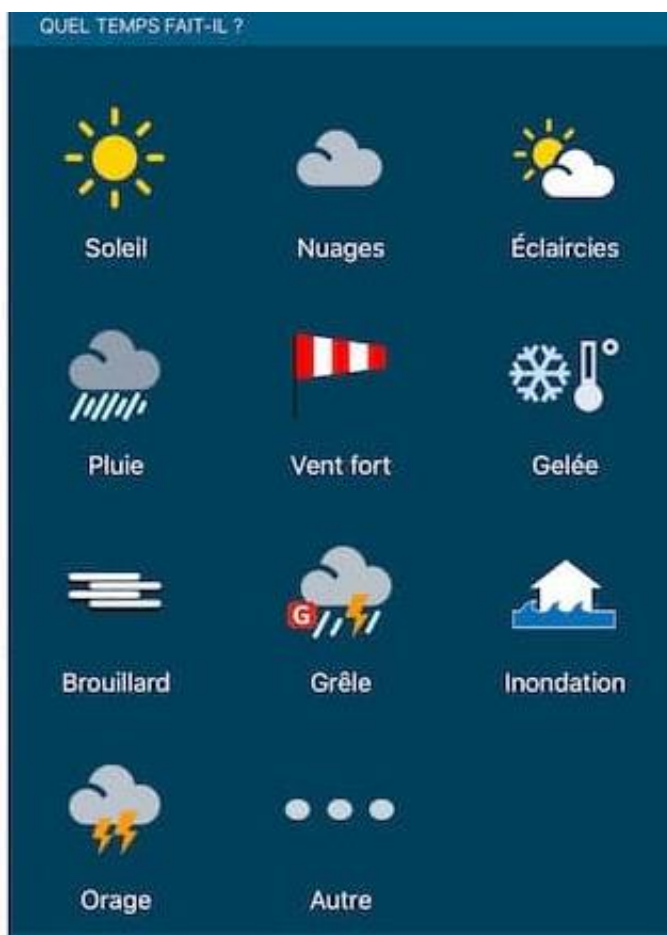 QUEL TEMPS FAIT-IL ?
Soleil Nuages Éclaircies
Pluie Vent fort Gelée
G
Brouillard Grêle Inondation
Orage Autre